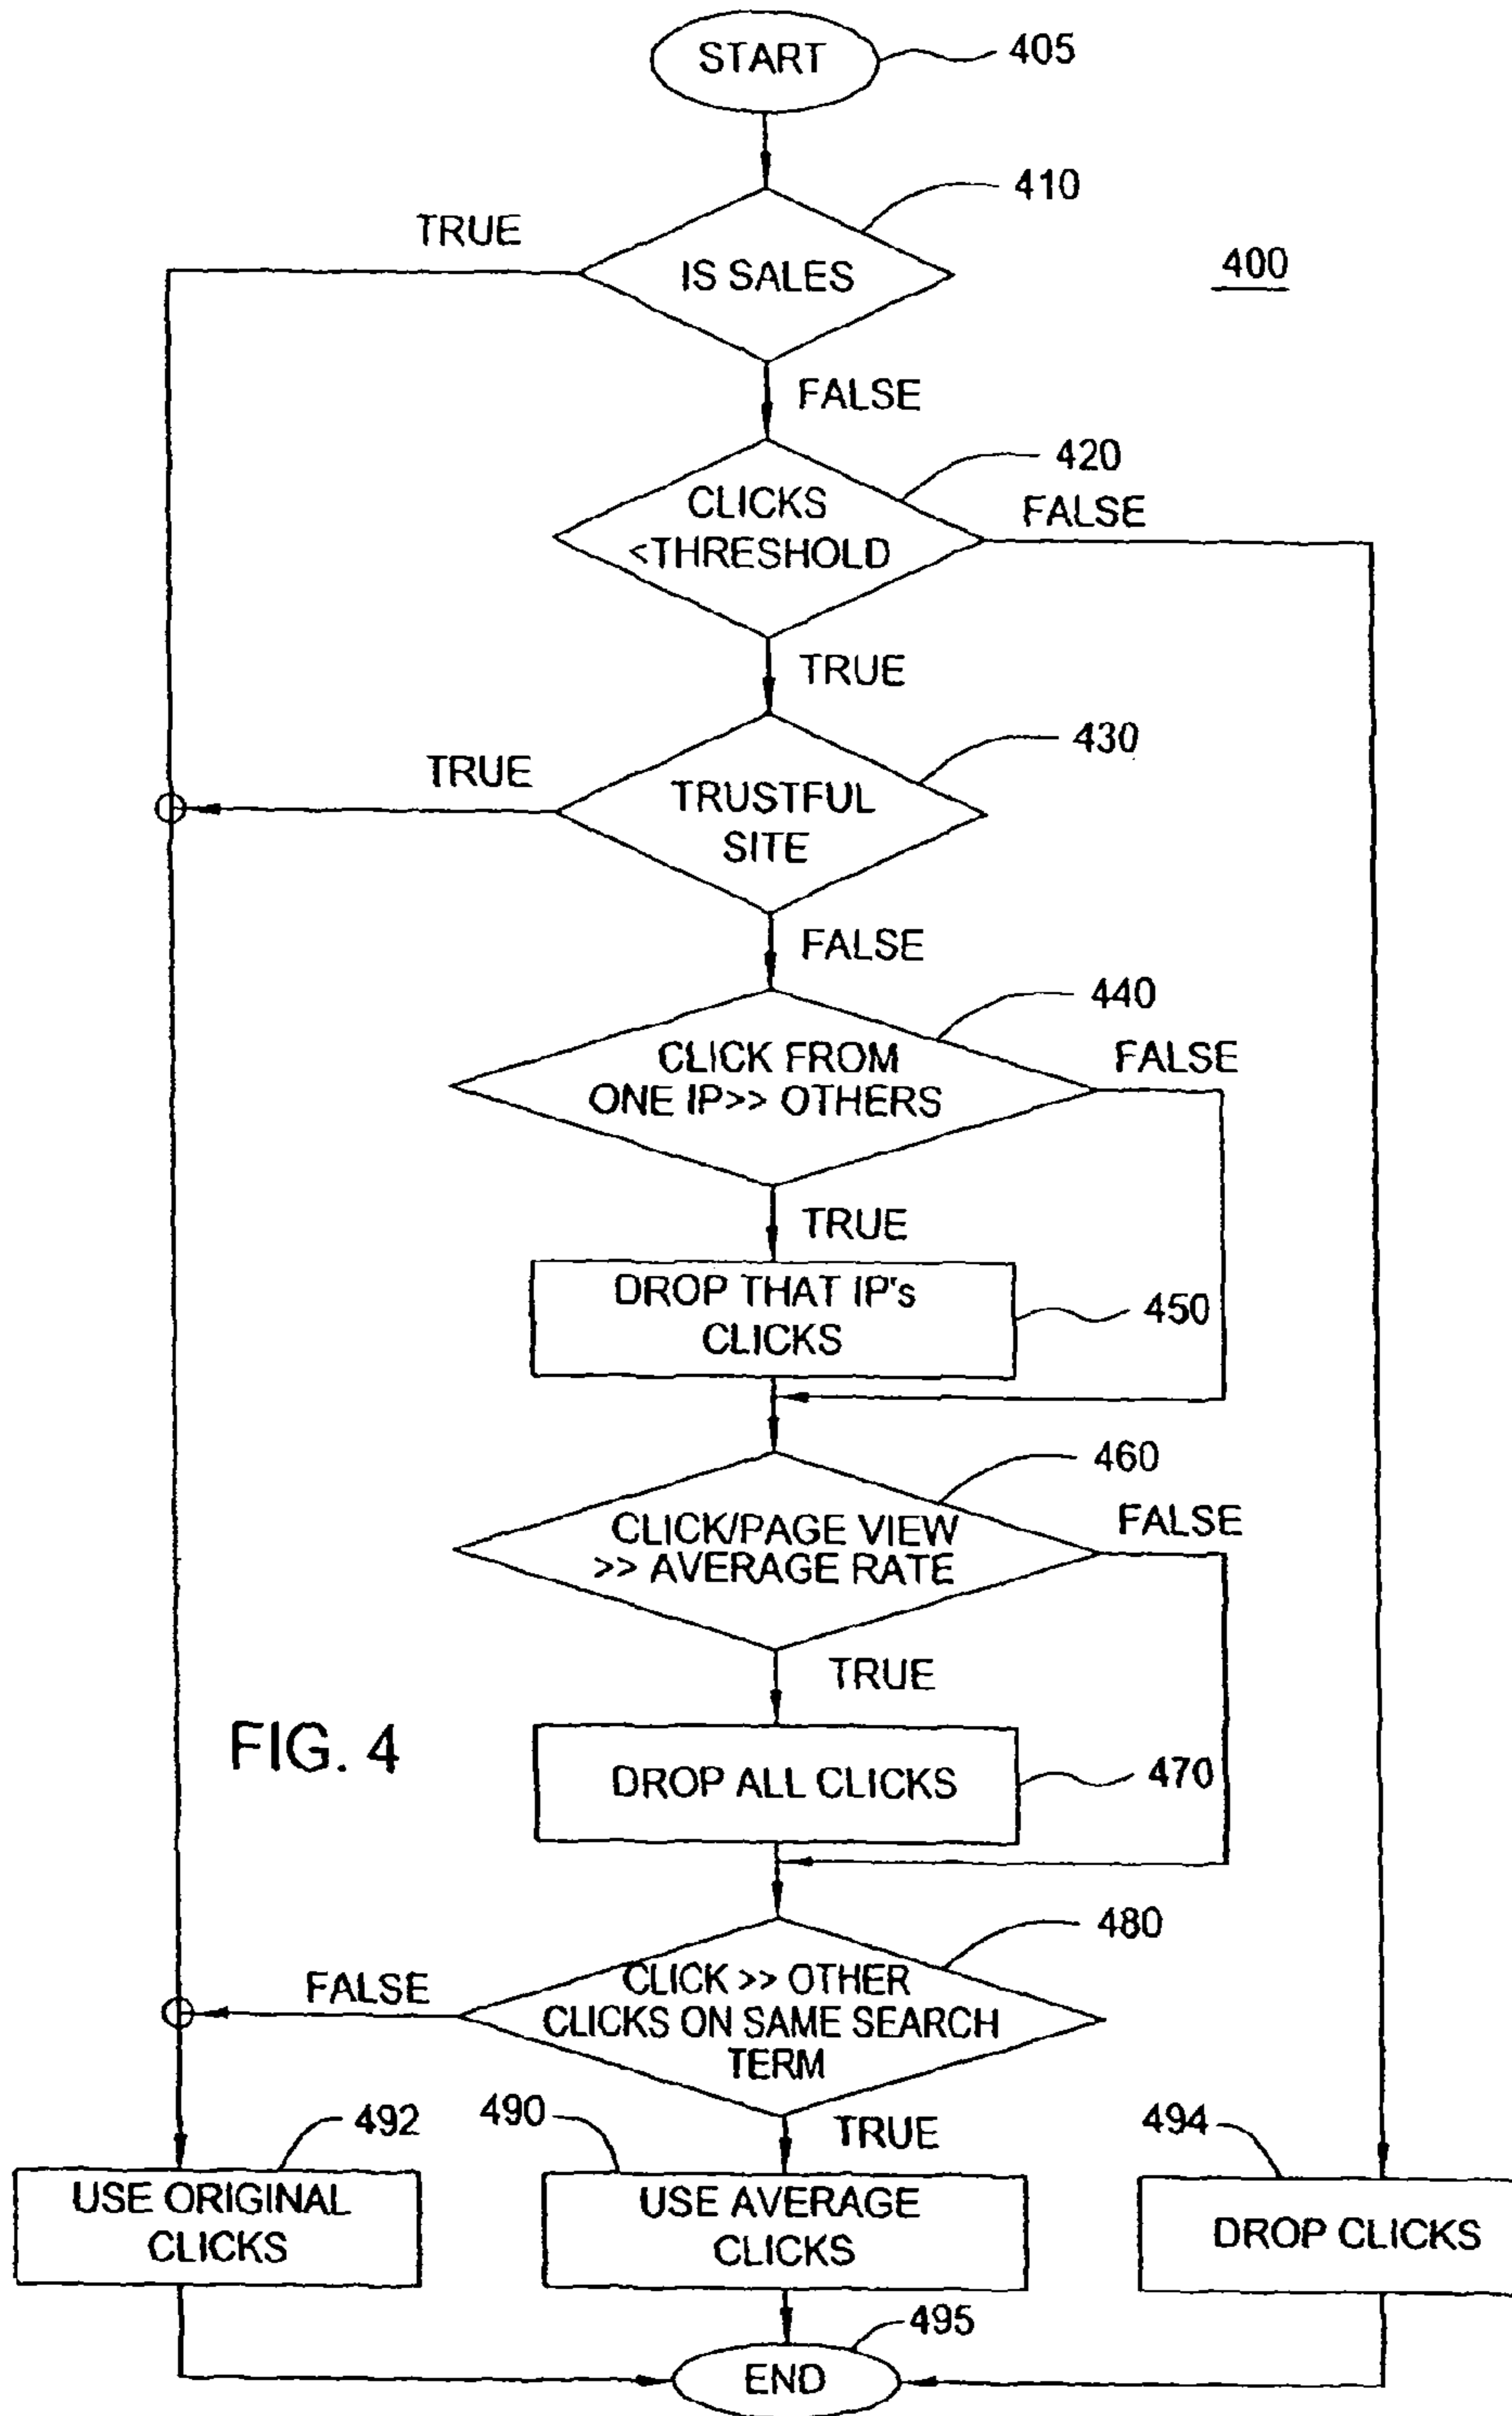 START
405
410
TRUE
IS SALES
400
FALSE
420
CLICKS
<THRESHOLD
FALSE
TRUE
430
TRUE
TRUSTFUL
SITE
FALSE
440
CLICK FROM
ONE IP>> OTHERS
FALSE
TRUE
DROP THAT IP's
CLICKS
450
460
CLICK/PAGE VIEW
>> AVERAGE RATE
FALSE
TRUE
FIG. 4
DROP ALL CLICKS
470
480
FALSE
CLICK >> OTHER
CLICKS ON SAME SEARCH
TERM
492
490
TRUE
494
USE ORIGINAL
CLICKS
USE AVERAGE
CLICKS
DROP CLICKS
495
END